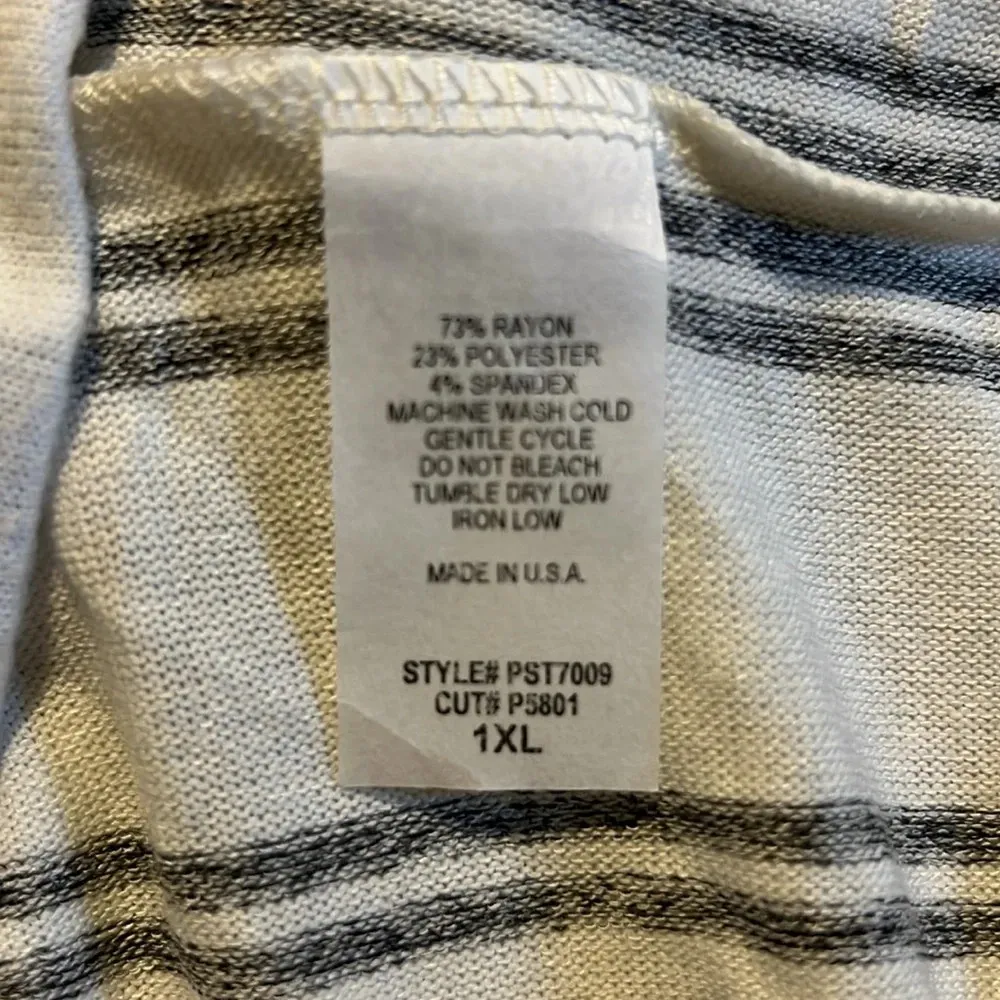 73% RAYON
23% POLYESTER
4% SPANDEX
MACHINE WASH COLD
GENTLE CYCLE
DO NOT BLEACH
TUMBLE DRY LOW
IRON LOW
MADE IN U.S.A.
STYLE# PST7009
CUT# P5801
1XL